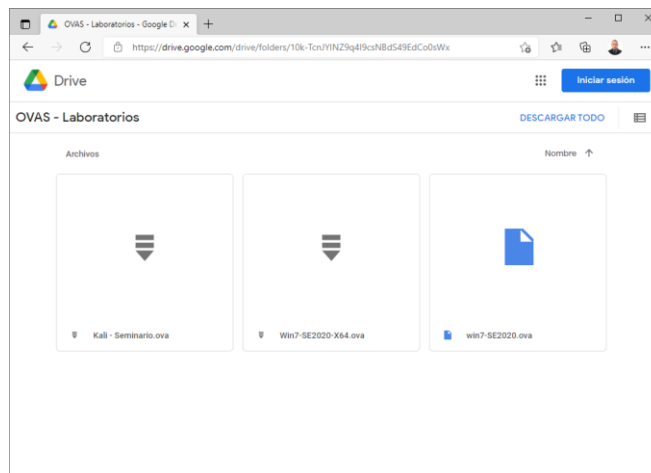 OVAS - Laboratorios - Google Dr
https://drive.google.com/drive/folders/10k-TcnJYINZ9q4I9csNBdS49EdCo0sWx
Drive
Iniciar sesión
OVAS - Laboratorios
DESCARGAR TODO
Archivos
Nombre
Kali - Seminario.ova
Win7-SE2020-X64.ova
win7-SE2020.ova